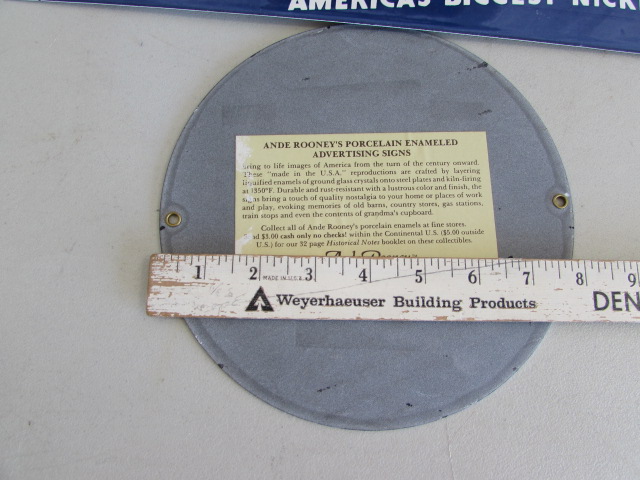 AMERICA'S BIGGEST NICK
ANDE ROONEY'S PORCELAIN ENAMELED
ADVERTISING SIGNS
bring to life images of America from the turn of the century onward.
These "made in the U.S.A." reproductions are crafted by layering
liquified enamels of ground glass crystals onto steel plates and kiln-firing
at 1350°F. Durable and rust-resistant with a lustrous color and finish, the
signs bring a touch of quality nostalgia to your home or places of work
and play, evoking memories of old barns, country stores, gas stations,
train stops and even the contents of grandma's cupboard.
Collect all of Ande Rooney's porcelain enamels at fine stores.
$3.00 cash only no checks! within the Continental U.S. ($5.00 outside
U.S.) for our 32 page Historical Notes booklet on these collectibles.
1 2 MADE IN U.S.A. 3 4 5 6 7 8 9
Weyerhaeuser Building Products DEN